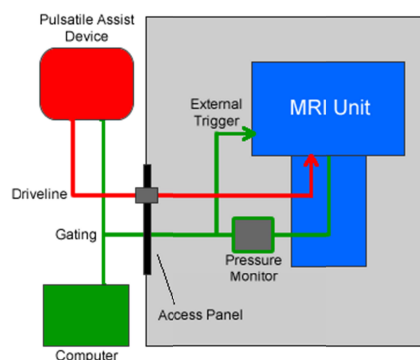 Pulsatile Assist
Device
External
Trigger
MRI Unit
Driveline
Gating
Pressure
Monitor
Access Panel
Computer